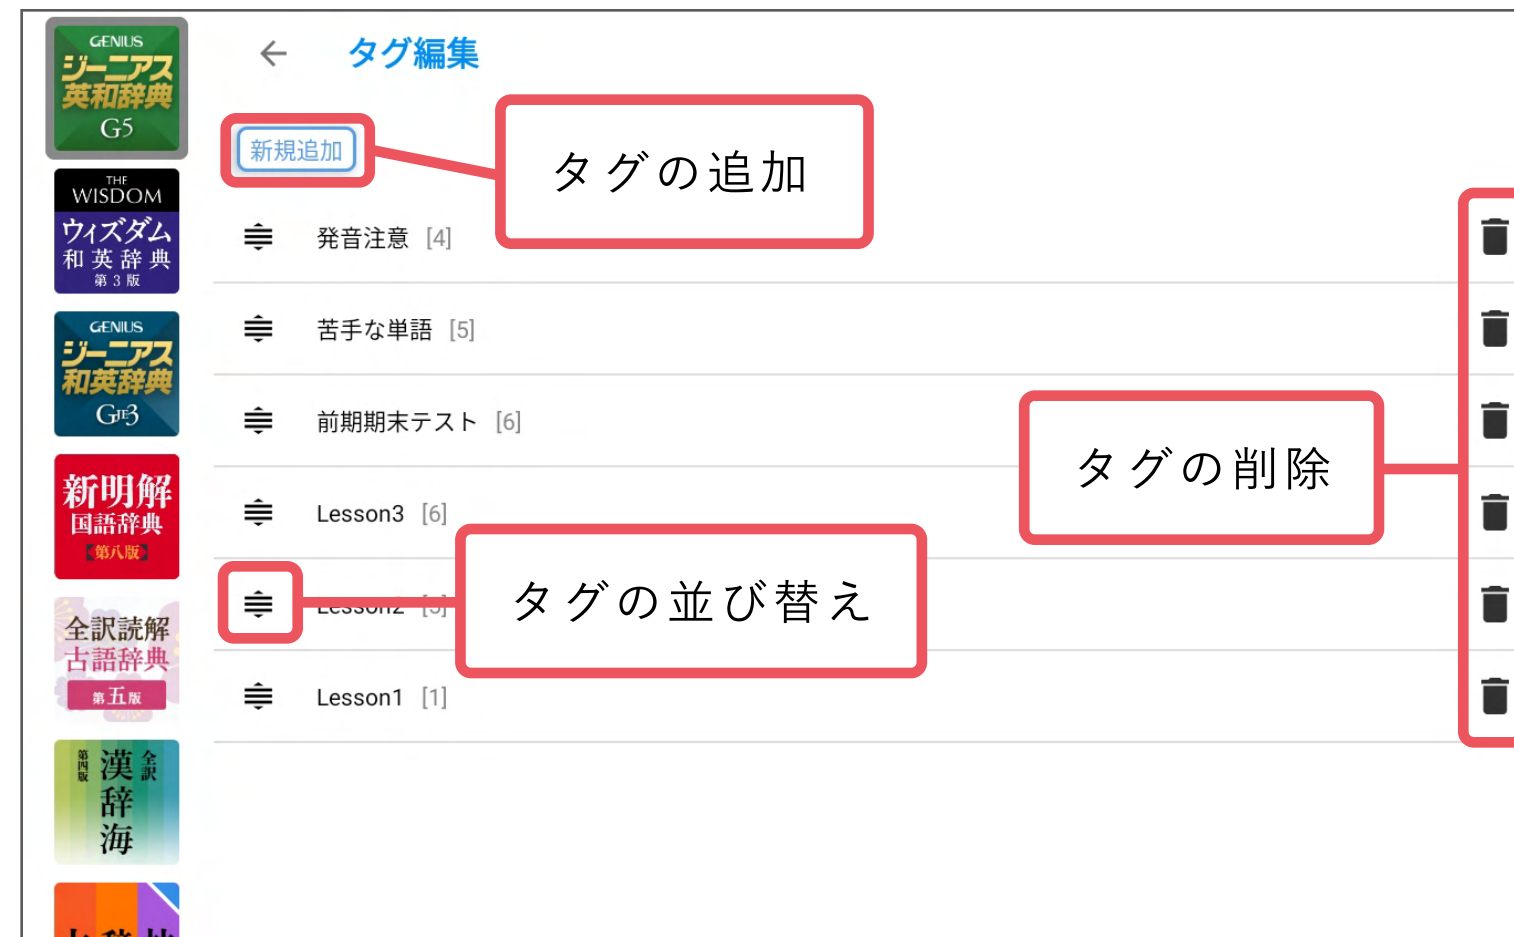 GENIUS
ジーニアス
英和辞典
G5
THE
WISDOM
ウィズダム
和英辞典
第3版
GENIUS
ジーニアス
和英辞典
GJE3
新明解
国語辞典
第八版
全訳読解
古語辞典
第五版
全訳
漢辞海
第四版
タグ編集
新規追加
タグの追加
発音注意 [4]
苦手な単語 [5]
前期期末テスト [6]
タグの削除
Lesson3 [6]
Lesson2
タグの並び替え
Lesson1 [1]